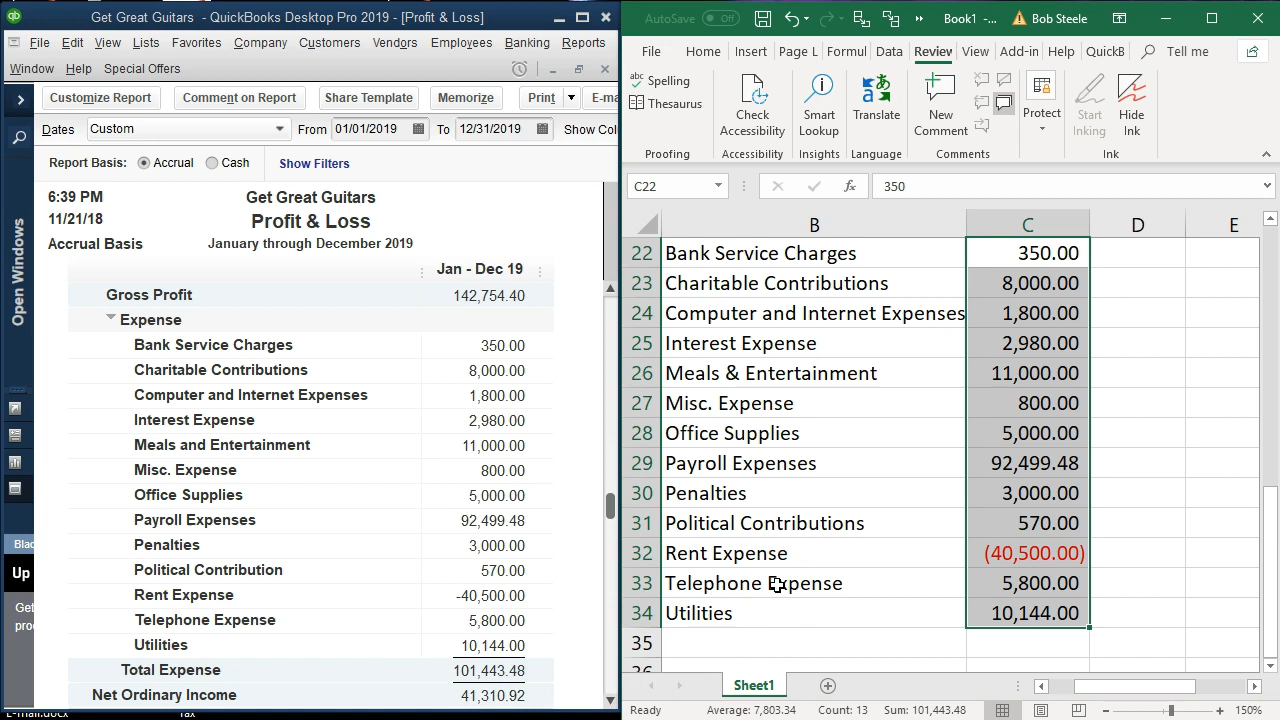 Get Great Guitars - QuickBooks Desktop Pro 2019 - [Profit & Loss]
File Edit View Lists Favorites Company Customers Vendors Employees Banking Reports
Window Help Special Offers
Customize Report Comment on Report Share Template Memorize Print E-ma
Dates Custom From 01/01/2019 To 12/31/2019 Show Col
Report Basis: Accrual Cash Show Filters
Open Windows
6:39 PM
11/21/18
Accrual Basis
Get Great Guitars
Profit & Loss
January through December 2019
Jan - Dec 19
Gross Profit 142,754.40
Expense
Bank Service Charges 350.00
Charitable Contributions 8,000.00
Computer and Internet Expenses 1,800.00
Interest Expense 2,980.00
Meals and Entertainment 11,000.00
Misc. Expense 800.00
Office Supplies 5,000.00
Payroll Expenses 92,499.48
Penalties 3,000.00
Political Contribution 570.00
Rent Expense -40,500.00
Telephone Expense 5,800.00
Utilities 10,144.00
Total Expense 101,443.48
Net Ordinary Income 41,310.92
Blac
Up
Get
pro
E-mail.docx tax
AutoSave Off Book1 -... Bob Steele
File Home Insert Page L Formul Data Review View Add-in Help QuickB Tell me
abc Spelling
Thesaurus
Proofing
Check Accessibility
Accessibility
Smart Lookup
Insights
Translate
Language
New Comment
Comments
Protect
Start Inking
Hide Ink
Ink
C22 fx 350
B C D E
22 Bank Service Charges 350.00
23 Charitable Contributions 8,000.00
24 Computer and Internet Expenses 1,800.00
25 Interest Expense 2,980.00
26 Meals & Entertainment 11,000.00
27 Misc. Expense 800.00
28 Office Supplies 5,000.00
29 Payroll Expenses 92,499.48
30 Penalties 3,000.00
31 Political Contributions 570.00
32 Rent Expense (40,500.00)
33 Telephone Expense 5,800.00
34 Utilities 10,144.00
35
36
Sheet1
Ready Average: 7,803.34 Count: 13 Sum: 101,443.48 150%